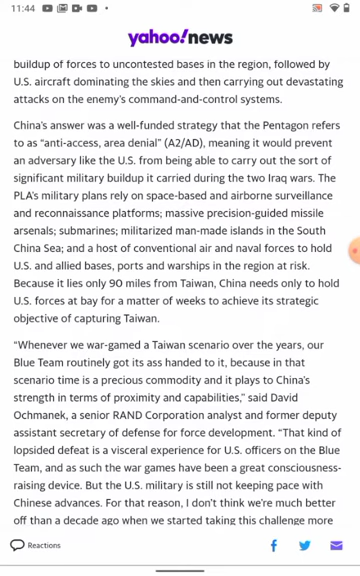 11:44
yahoo!news
buildup of forces to uncontested bases in the region, followed by
U.S. aircraft dominating the skies and then carrying out devastating
attacks on the enemy's command-and-control systems.
China's answer was a well-funded strategy that the Pentagon refers
to as “anti-access, area denial” (A2/AD), meaning it would prevent
an adversary like the U.S. from being able to carry out the sort of
significant military buildup it carried during the two Iraq wars. The
PLA's military plans rely on space-based and airborne surveillance
and reconnaissance platforms; massive precision-guided missile
arsenals; submarines; militarized man-made islands in the South
China Sea; and a host of conventional air and naval forces to hold
U.S. and allied bases, ports and warships in the region at risk.
Because it lies only 90 miles from Taiwan, China needs only to hold
U.S. forces at bay for a matter of weeks to achieve its strategic
objective of capturing Taiwan.
“Whenever we war-gamed a Taiwan scenario over the years, our
Blue Team routinely got its ass handed to it, because in that
scenario time is a precious commodity and it plays to China's
strength in terms of proximity and capabilities,” said David
Ochmanek, a senior RAND Corporation analyst and former deputy
assistant secretary of defense for force development. “That kind of
lopsided defeat is a visceral experience for U.S. officers on the Blue
Team, and as such the war games have been a great consciousness-
raising device. But the U.S. military is still not keeping pace with
Chinese advances. For that reason, I don't think we're much better
off than a decade ago when we started taking this challenge more
Reactions